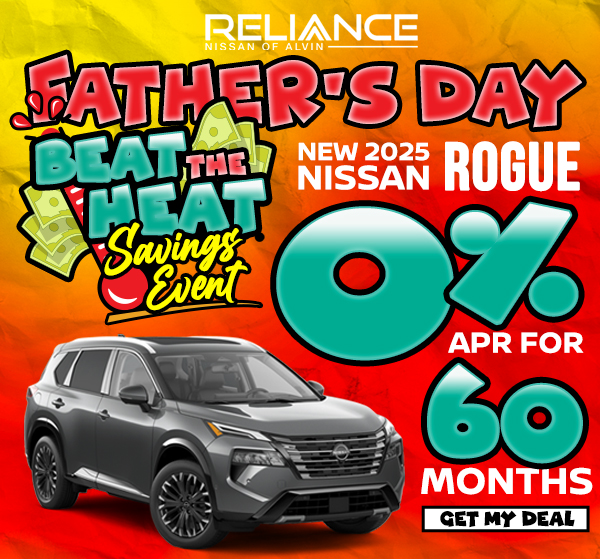 RELIANCE
NISSAN OF ALVIN
FATHER'S DAY
BEAT THE
HEAT
Savings
Event
NEW 2025
NISSAN ROGUE
0%
APR FOR
60
MONTHS
GET MY DEAL